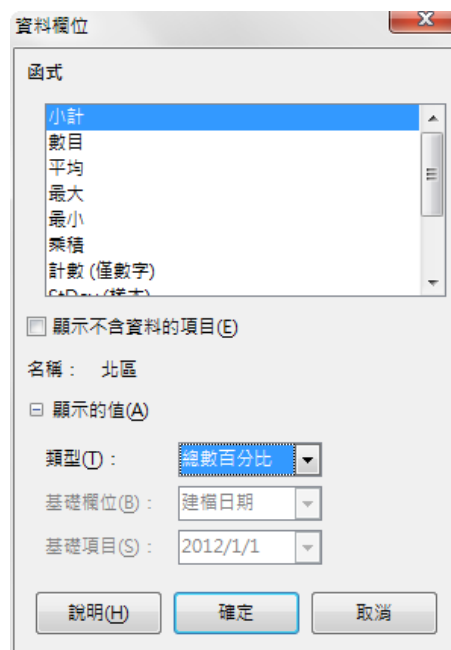 資料欄位
函式
小計
數目
平均
最大
最小
乘積
計數 (僅數字)
StDev (樣本)
顯示不含資料的項目(E)
名稱： 北區
顯示的值(A)
類型(T)： 總數百分比
基礎欄位(B)： 建檔日期
基礎項目(S)： 2012/1/1
說明(H) 確定 取消